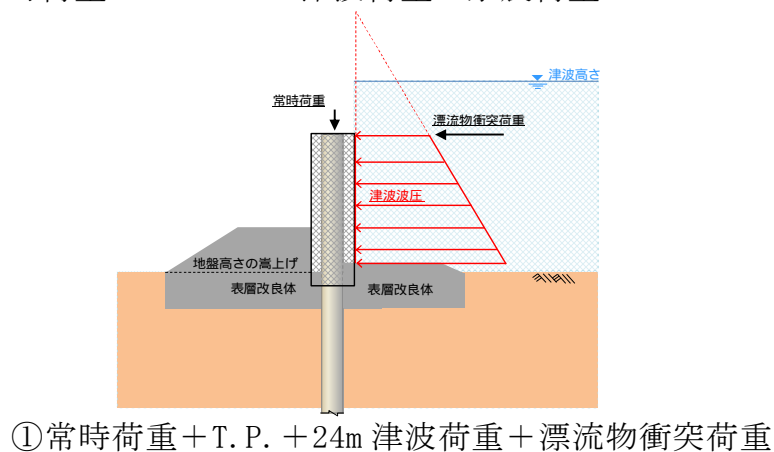 津波高さ
常時荷重
漂流物衝突荷重
津波波圧
地盤高さの嵩上げ
表層改良体
表層改良体
①常時荷重＋T.P.＋24m 津波荷重＋漂流物衝突荷重